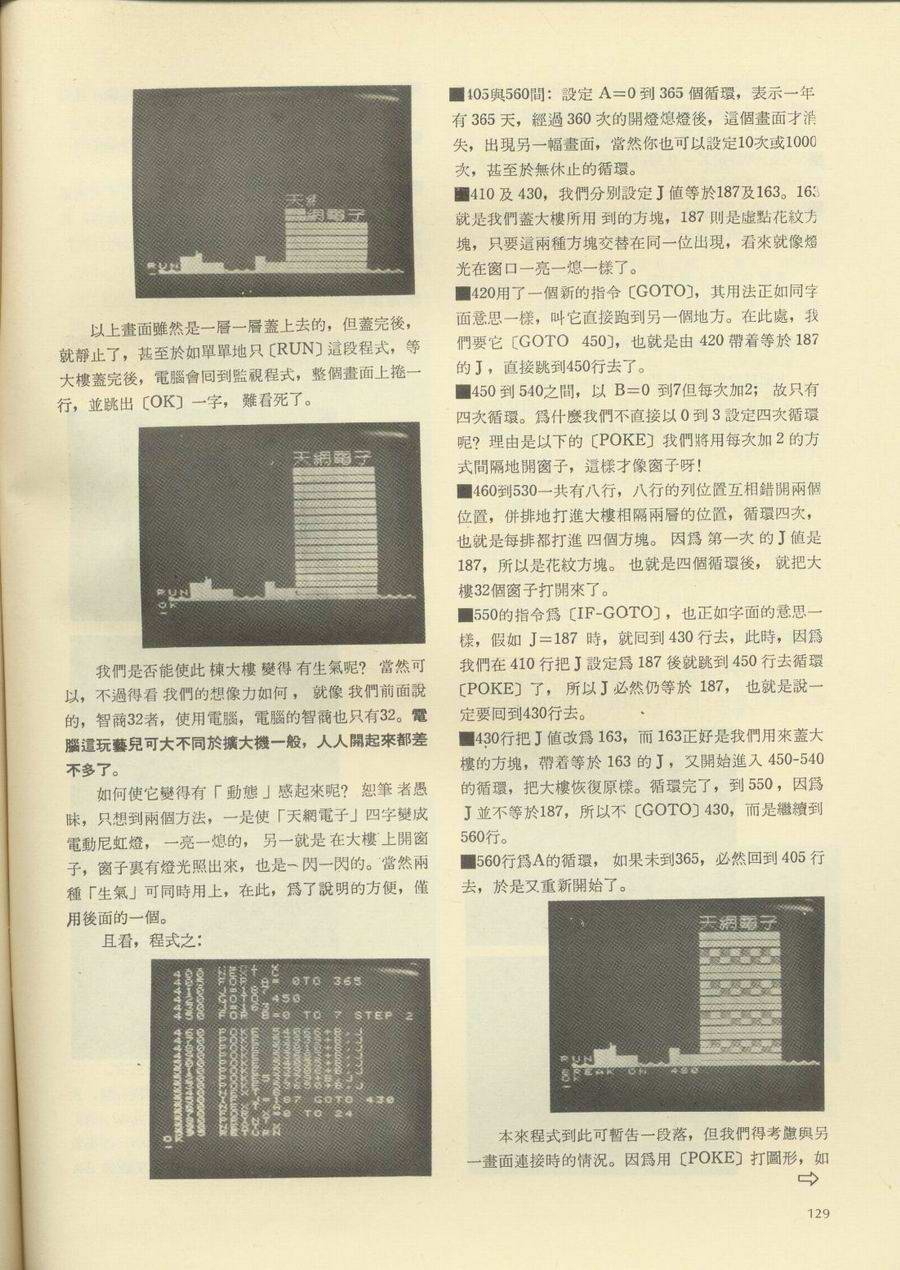 天網電子
RUN
以上畫面雖然是一層一層蓋上去的，但蓋完後，
就靜止了，甚至於如單單地只〔RUN〕這段程式，等
大樓蓋完後，電腦會回到監視程式，整個畫面上捲一
行，並跳出〔OK〕一字， 難看死了。
天網電子
RUN
OK
我們是否能使此 棟大樓 變得 有生氣呢？ 當然可
以，不過得看 我們的想像力如何， 就像 我們前面說
的，智商32者，使用電腦，電腦的智商也只有32。電
腦這玩藝兒可大不同於擴大機一般，人人開起來都差
不多了。
如何使它變得有「 動態 」感起來呢？ 恕筆 者愚
昧，只想到兩個方法，一是使「天網電子」四字變成
電動尼虹燈， 一亮一熄的， 另一就是 在大樓 上開窗
子，窗子裏有燈光照出來，也是一 閃一閃的。當然兩
種「生氣」可同時用上，在此，爲了說明的方便，僅
用後面的一個。
且看，程式之：
0TO 365
450
=0 TO 7 STEP 2
POKE
87 GOTO 430
0 TO 24
■405與560間：設定 A=0 到 365 個循環，表示一年
有 365 天，經過 360 次的開燈熄燈後，這個畫面才消
失，出現另一幅畫面，當然你也可以設定10次或1000
次，甚至於無休止的循環。
■410 及 430，我們分別設定 J 値等於187及163。163
就是我們蓋大樓所用 到的方塊，187 則是虛點花紋方
塊，只要這兩種方塊交替在同一位出現，看來就像燈
光在窗口一亮一熄一樣了。
■420用了一個新的指令〔GOTO〕，其用法正如同字
面意思一樣，叫它直接跑到另一個地方。在此處，我
們要它〔GOTO 450〕，也就是由 420 帶着等於 187
的 J ，直接跳到450行去了。
■450 到 540之間，以 B=0 到7但每次加2； 故只有
四次循環。爲什麼我們不直接以 0 到 3 設定四次循環
呢？理由是以下的〔POKE〕我們將用每次加 2 的方
式間隔地開窗子，這樣才像窗子呀！
■460到530一共有八行，八行的列位置互相錯開兩個
位置，併排地打進大樓相隔兩層的位置，循環四次，
也就是每排都打進 四個方塊。 因爲 第一次 的 J 値是
187，所以是花紋方塊。 也就是四個循環後， 就把大
樓32個窗子打開來了。
■550的指令爲〔IF-GOTO〕，也正如字面的意思一
樣，假如 J=187 時，就回到 430 行去，此時，因爲
我們在 410 行把 J 設定爲 187 後就跳到 450 行去循環
〔POKE〕了， 所以 J 必然仍等於 187， 也就是說一
定要回到430行去。
■430行把 J 値改爲 163，而 163正好是我們用來蓋大
樓的方塊，帶着等於 163 的 J ，又開始進入 450-540
的循環，把大樓恢復原樣。循環完了，到 550，因爲
J 並不等於187，所以不〔GOTO〕430，而是繼續到
560行。
■560行爲A的循環， 如果未到365，必然回到 405 行
去，於是又重新開始了。
天網電子
RUN
本來程式到此可暫告一段落，但我們得考慮與另
一畫面連接時的情況。因爲用〔POKE〕打圖形，如
129